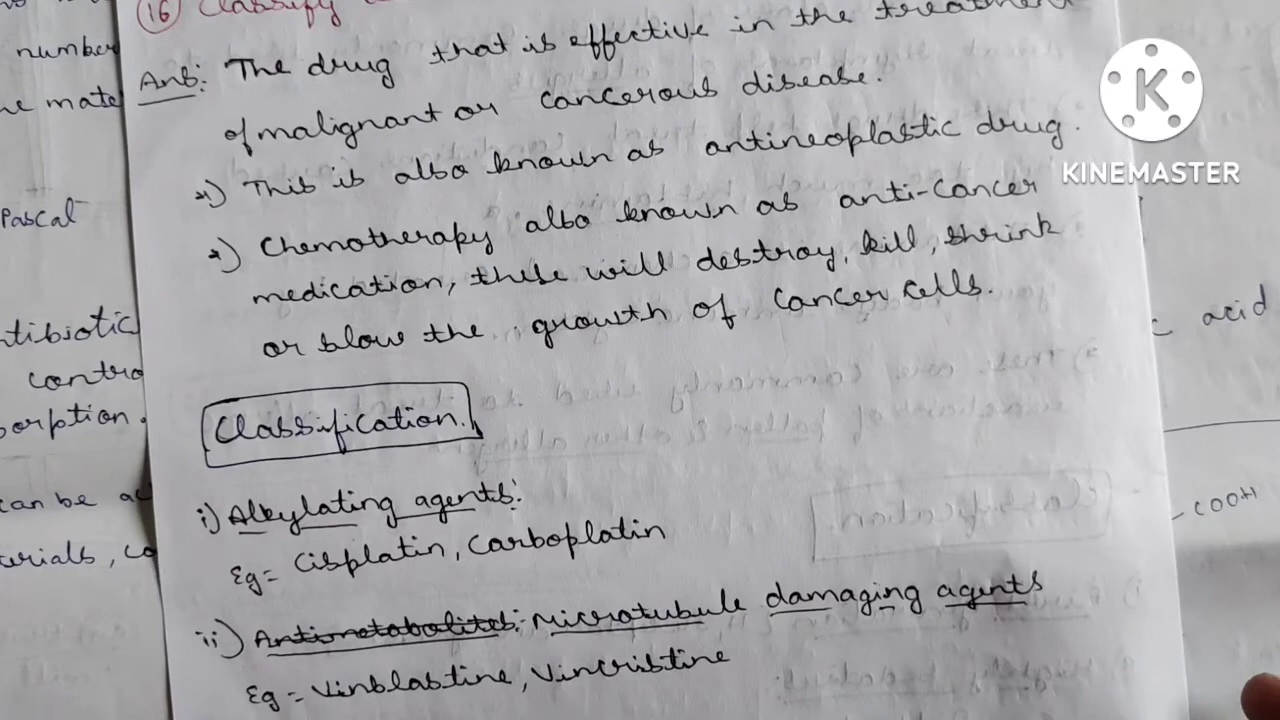 (16) Classify
Ans: The drug that is effective in the treatment
of malignant or cancerous disease.
*) This is also known as antineoplastic drug.
*) Chemotherapy also known as anti-cancer
medication, these will destroy, kill, shrink
or slow the growth of cancer cells.
Classification.
i) Alkylating agents:
Eg = Cisplatin, Carboplatin
ii) Antimetabolites: Microtubule damaging agents
Eg = Vinblastine, Vincristine
number
mate
Pascal
contro
orption.
can be
erials, co
acid
- COOH
K
KINEMASTER